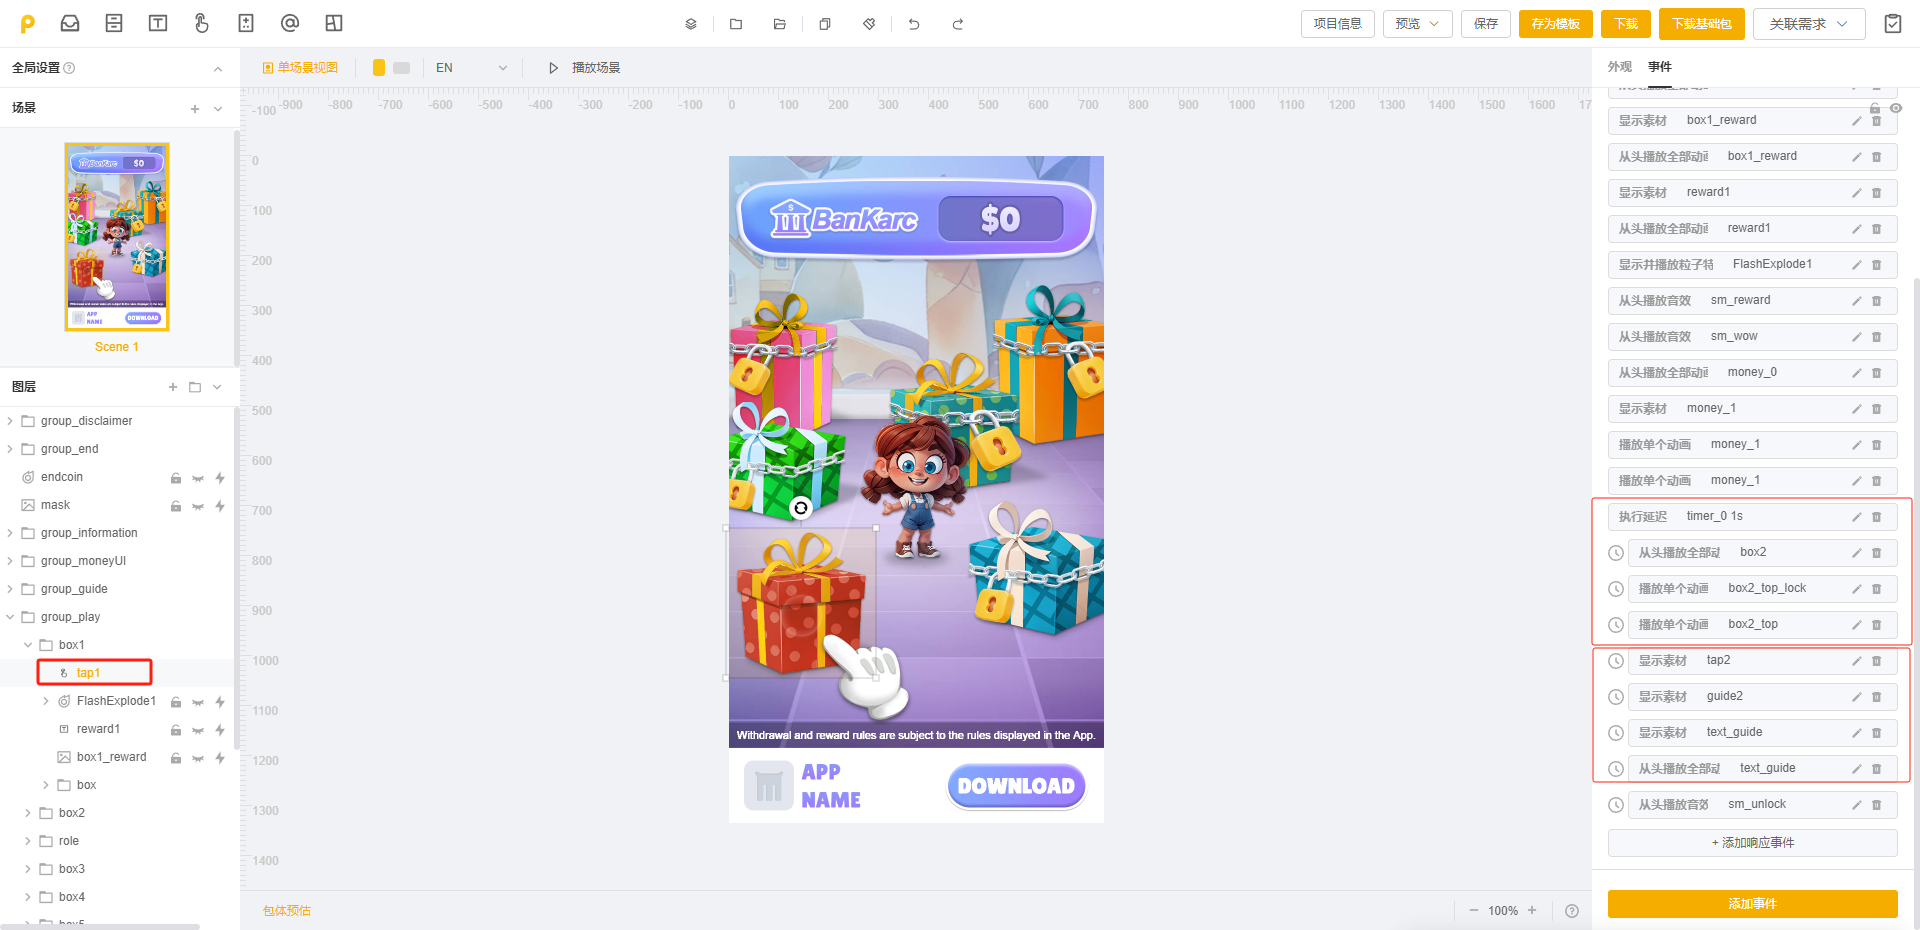 项目信息
预览
保存
存为模板
下载
下载基础包
关联需求
全局设置
单场景视图
EN
播放场景
外观
事件
场景
-900 -800 -700 -600 -500 -400 -300 -200 -100 0 100 200 300 400 500 600 700 800 900 1000 1100 1200 1300 1400 1500 1600 17
-100
0
100
200
300
400
500
600
700
800
900
1000
1100
1200
1300
1400
BanKarc $0
APP NAME
DOWNLOAD
Scene 1
图层
group_disclaimer
group_end
endcoin
mask
group_information
group_moneyUI
group_guide
group_play
box1
tap1
FlashExplode1
reward1
box1_reward
box
box2
role
box3
box4
box5
BanKarc
$0
Withdrawal and reward rules are subject to the rules displayed in the App.
APP
NAME
DOWNLOAD
包体预估
100%
显示素材 box1_reward
从头播放全部动画 box1_reward
显示素材 reward1
从头播放全部动画 reward1
显示并播放粒子特 FlashExplode1
从头播放音效 sm_reward
从头播放音效 sm_wow
从头播放全部动画 money_0
显示素材 money_1
播放单个动画 money_1
播放单个动画 money_1
执行延迟 timer_0 1s
从头播放全部动 box2
播放单个动画 box2_top_lock
播放单个动画 box2_top
显示素材 tap2
显示素材 guide2
显示素材 text_guide
从头播放全部动 text_guide
从头播放音效 sm_unlock
+ 添加响应事件
添加事件